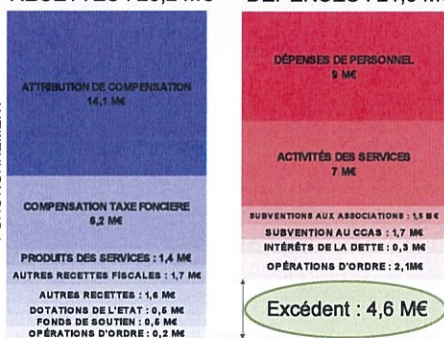 ATTRIBUTION DE COMPENSATION
14,1 M€
COMPENSATION TAXE FONCIERE
6,2 M€
PRODUITS DES SERVICES : 1,4 M€
AUTRES RECETTES FISCALES : 1,7 M€
AUTRES RECETTES : 1,6 M€
DOTATIONS DE L'ETAT : 0,5 M€
FONDS DE SOUTIEN : 0,5 M€
OPÉRATIONS D'ORDRE : 0,2 M€
DÉPENSES DE PERSONNEL
9 M€
ACTIVITÉS DES SERVICES
7 M€
SUBVENTIONS AUX ASSOCIATIONS : 1,5 M€
SUBVENTION AU CCAS : 1,7 M€
INTÉRÊTS DE LA DETTE : 0,3 M€
OPÉRATIONS D'ORDRE : 2,1M€
Excédent : 4,6 M€